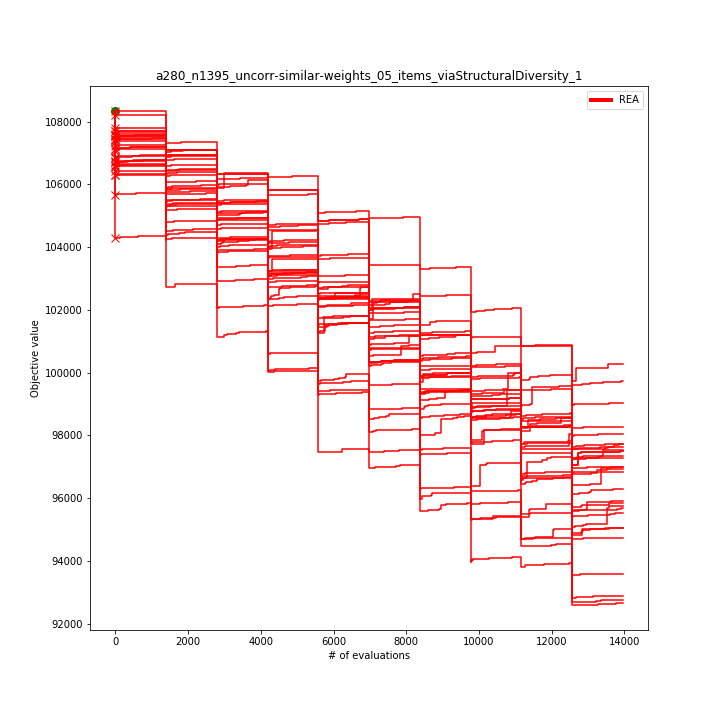 a280_n1395_uncorr-similar-weights_05_items_viaStructuralDiversity_1
REA
108000
106000
104000
102000
100000
98000
96000
94000
92000
Objective value
0 2000 4000 6000 8000 10000 12000 14000
# of evaluations